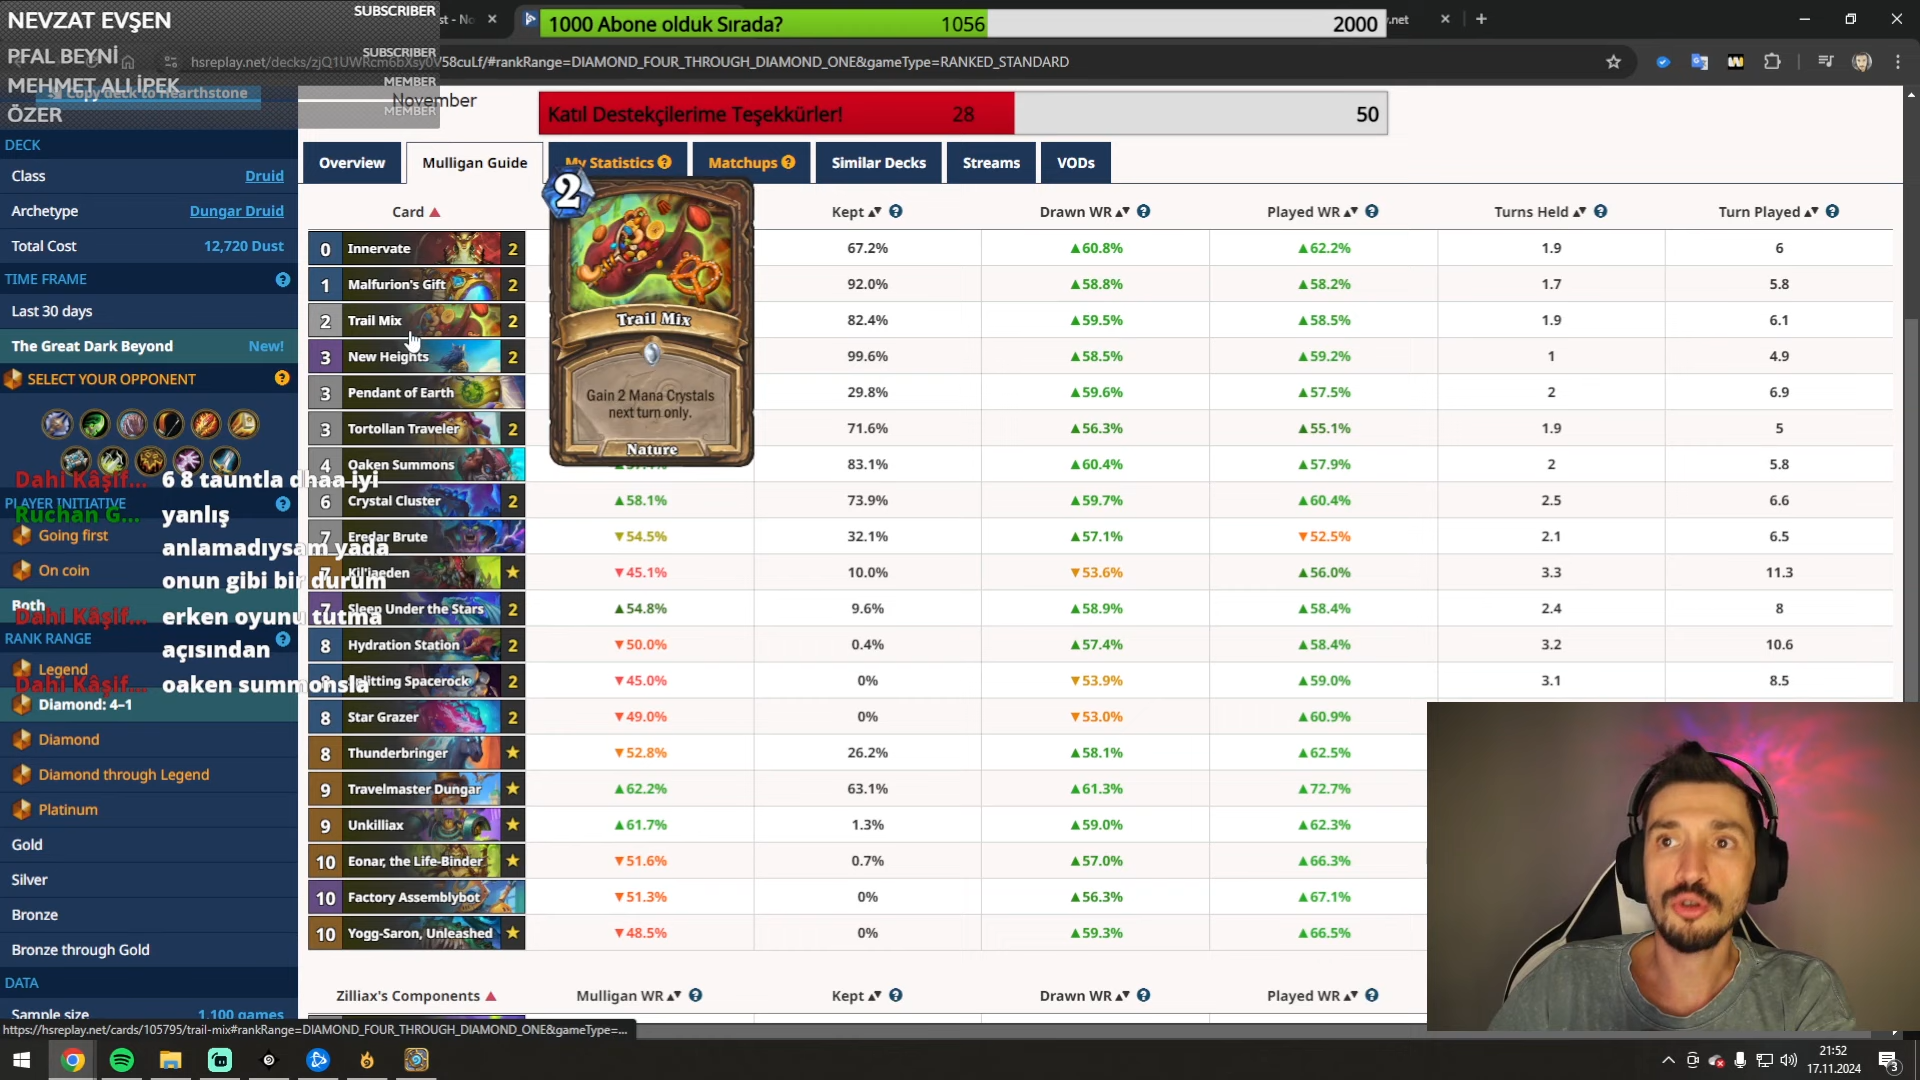 NEVZAT EVŞEN SUBSCRIBER
PFAL BEYNİ SUBSCRIBER
MEHMET ALİ İPEK MEMBER
ÖZER MEMBER
1000 Abone olduk Sırada? 1056 2000
hsreplay.net/decks/zjQ1UWRcm6bXsy0V58cuLf/#rankRange=DIAMOND_FOUR_THROUGH_DIAMOND_ONE&gameType=RANKED_STANDARD
Copy deck to Hearthstone
November
Katıl Destekçilerime Teşekkürler! 28 50
Overview Mulligan Guide My Statistics Matchups Similar Decks Streams VODs
DECK
Class Druid
Archetype Dungar Druid
Total Cost 12,720 Dust
TIME FRAME
Last 30 days
The Great Dark Beyond New!
SELECT YOUR OPPONENT
PLAYER INITIATIVE
Going first
On coin
Both
RANK RANGE
Legend
Diamond: 4–1
Diamond
Diamond through Legend
Platinum
Gold
Silver
Bronze
Bronze through Gold
DATA
Sample size 1,100 games
Dahi Kâşif... 6 8 tauntla dhaa iyi
Ruchan G... yanlış
anlamadıysam yada
onun gibi bir durum
Dahi Kâşif... erken oyunu tutma
açısından
Dahi Kâşif... oaken summonsla
Card Kept Drawn WR Played WR Turns Held Turn Played
0 Innervate 2 67.2% 60.8% 62.2% 1.9 6
1 Malfurion's Gift 2 92.0% 58.8% 58.2% 1.7 5.8
2 Trail Mix 2 82.4% 59.5% 58.5% 1.9 6.1
3 New Heights 2 99.6% 58.5% 59.2% 1 4.9
3 Pendant of Earth 29.8% 59.6% 57.5% 2 6.9
3 Tortollan Traveler 2 71.6% 56.3% 55.1% 1.9 5
4 Oaken Summons 83.1% 60.4% 57.9% 2 5.8
6 Crystal Cluster 2 58.1% 73.9% 59.7% 60.4% 2.5 6.6
7 Eredar Brute 54.5% 32.1% 57.1% 52.5% 2.1 6.5
7 Kil'jaeden 45.1% 10.0% 53.6% 56.0% 3.3 11.3
7 Sleep Under the Stars 2 54.8% 9.6% 58.9% 58.4% 2.4 8
8 Hydration Station 2 50.0% 0.4% 57.4% 58.4% 3.2 10.6
8 Splitting Spacerock 2 45.0% 0% 53.9% 59.0% 3.1 8.5
8 Star Grazer 2 49.0% 0% 53.0% 60.9%
8 Thunderbringer 52.8% 26.2% 58.1% 62.5%
9 Travelmaster Dungar 62.2% 63.1% 61.3% 72.7%
9 Unkilliax 61.7% 1.3% 59.0% 62.3%
10 Eonar, the Life-Binder 51.6% 0.7% 57.0% 66.3%
10 Factory Assemblybot 51.3% 0% 56.3% 67.1%
10 Yogg-Saron, Unleashed 48.5% 0% 59.3% 66.5%
2
Trail Mix
Gain 2 Mana Crystals
next turn only.
Nature
Zilliax's Components Mulligan WR Kept Drawn WR Played WR
https://hsreplay.net/cards/105795/trail-mix#rankRange=DIAMOND_FOUR_THROUGH_DIAMOND_ONE&gameType=...
21:52
17.11.2024
3